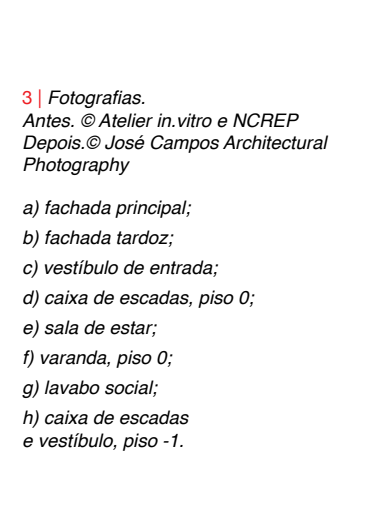 3 | Fotografias.
Antes. © Atelier in.vitro e NCREP
Depois.© José Campos Architectural
Photography
a) fachada principal;
b) fachada tardoz;
c) vestíbulo de entrada;
d) caixa de escadas, piso 0;
e) sala de estar;
f) varanda, piso 0;
g) lavabo social;
h) caixa de escadas
e vestíbulo, piso -1.